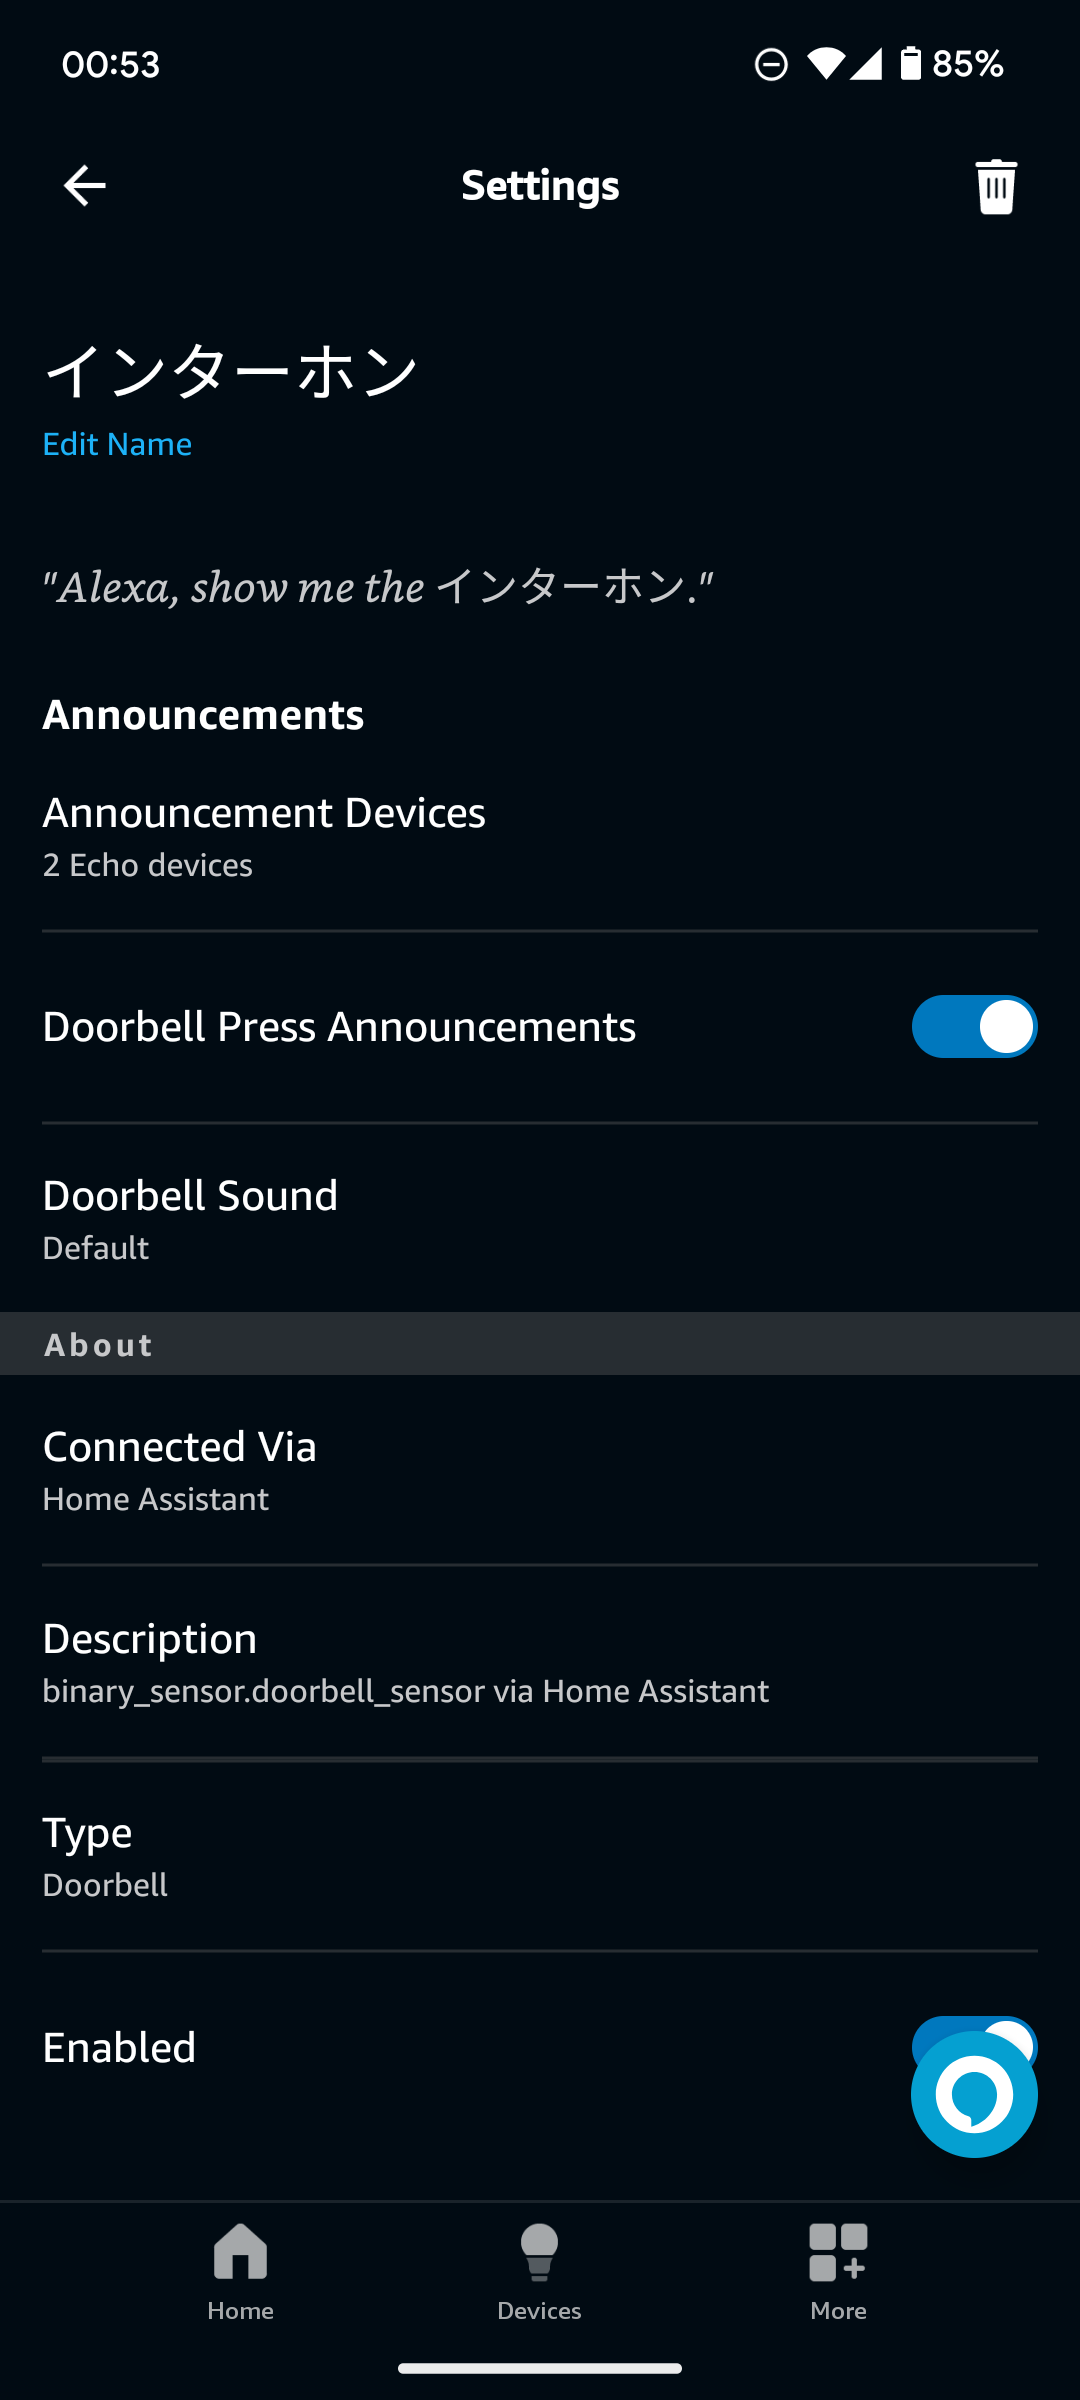 00:53
85%
Settings
インターホン
Edit Name
"Alexa, show me the インターホン."
Announcements
Announcement Devices
2 Echo devices
Doorbell Press Announcements
Doorbell Sound
Default
About
Connected Via
Home Assistant
Description
binary_sensor.doorbell_sensor via Home Assistant
Type
Doorbell
Enabled
Home
Devices
More